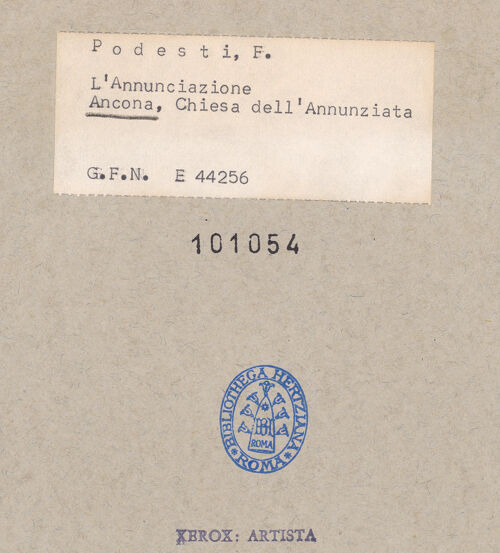 Podesti, F.
L'Annunciazione
Ancona, Chiesa dell'Annunziata
G.F.N. E 44256
101054
*BIBLIOTHECA HERTZIANA*
ROMA
ROMA
XEROX: ARTISTA